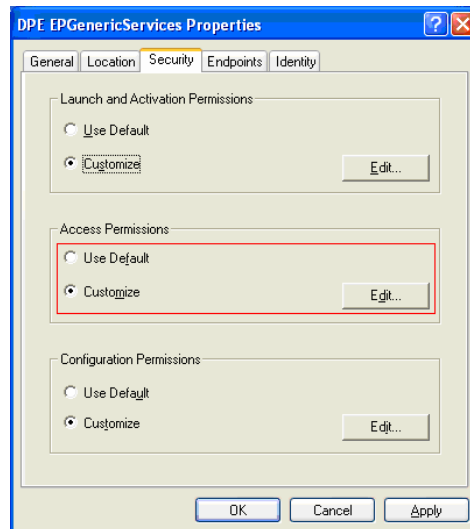 DPE EPGenericServices Properties
General Location Security Endpoints Identity
Launch and Activation Permissions
Use Default
Customize
Edit...
Access Permissions
Use Default
Customize
Edit...
Configuration Permissions
Use Default
Customize
Edit...
OK Cancel Apply